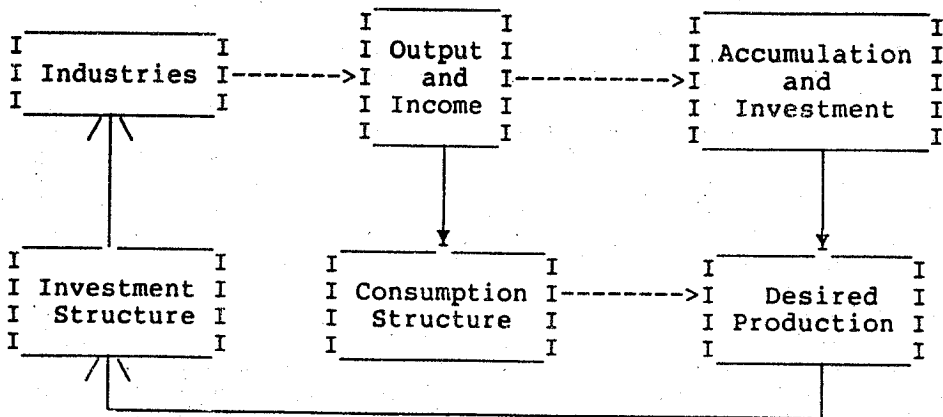 Industries
Output
and
Income
Accumulation
and
Investment
Investment
Structure
Consumption
Structure
Desired
Production